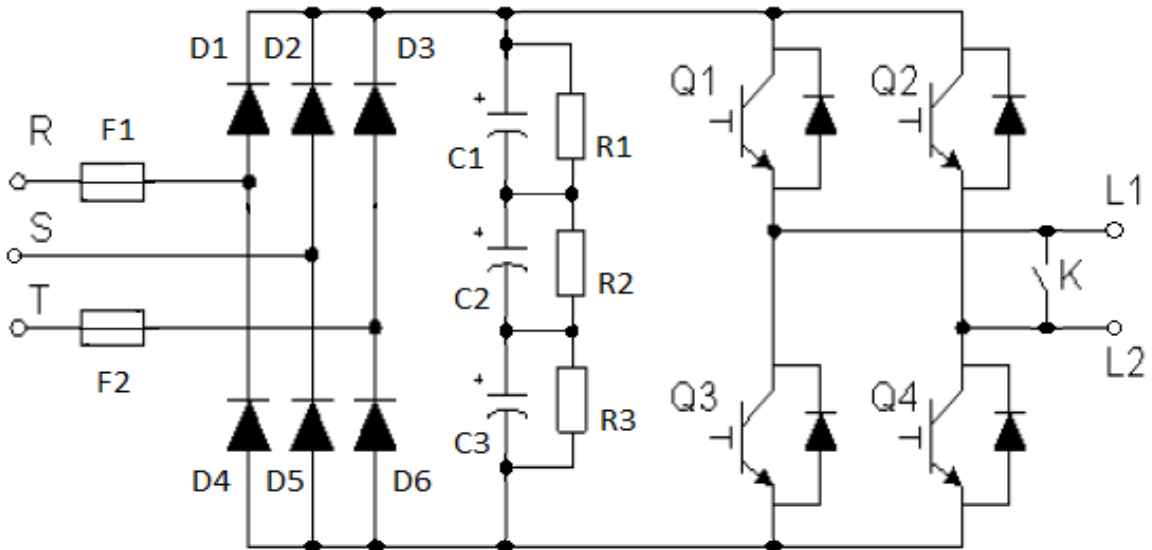 D1 D2 D3
Q1 Q2
R F1
C1 R1
L1
S
K
C2 R2
T
L2
F2
Q3 Q4
R3
C3
D4 D5 D6
+
+
+